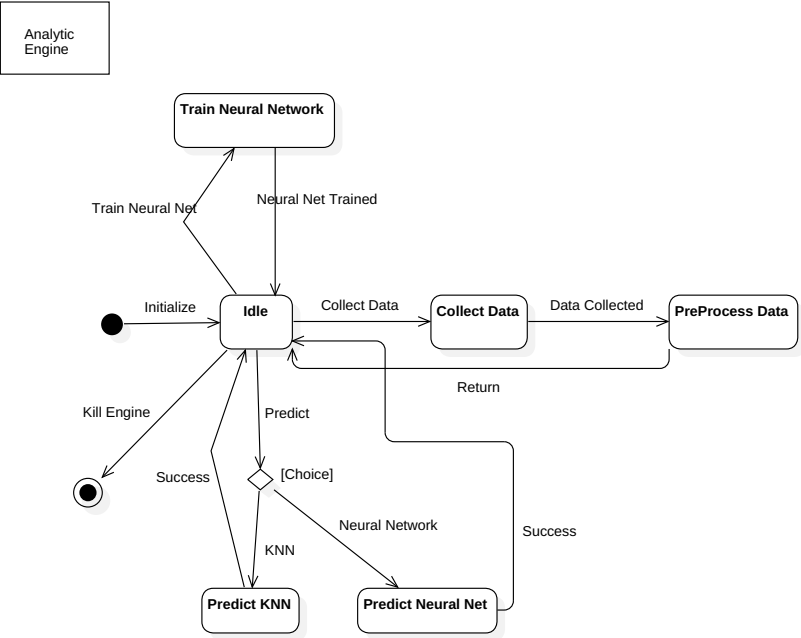 Analytic
Engine
Train Neural Network
Train Neural Net
Neural Net Trained
Initialize
Idle
Collect Data
Collect Data
Data Collected
PreProcess Data
Return
Kill Engine
Predict
Success
[Choice]
Neural Network
Success
KNN
Predict KNN
Predict Neural Net